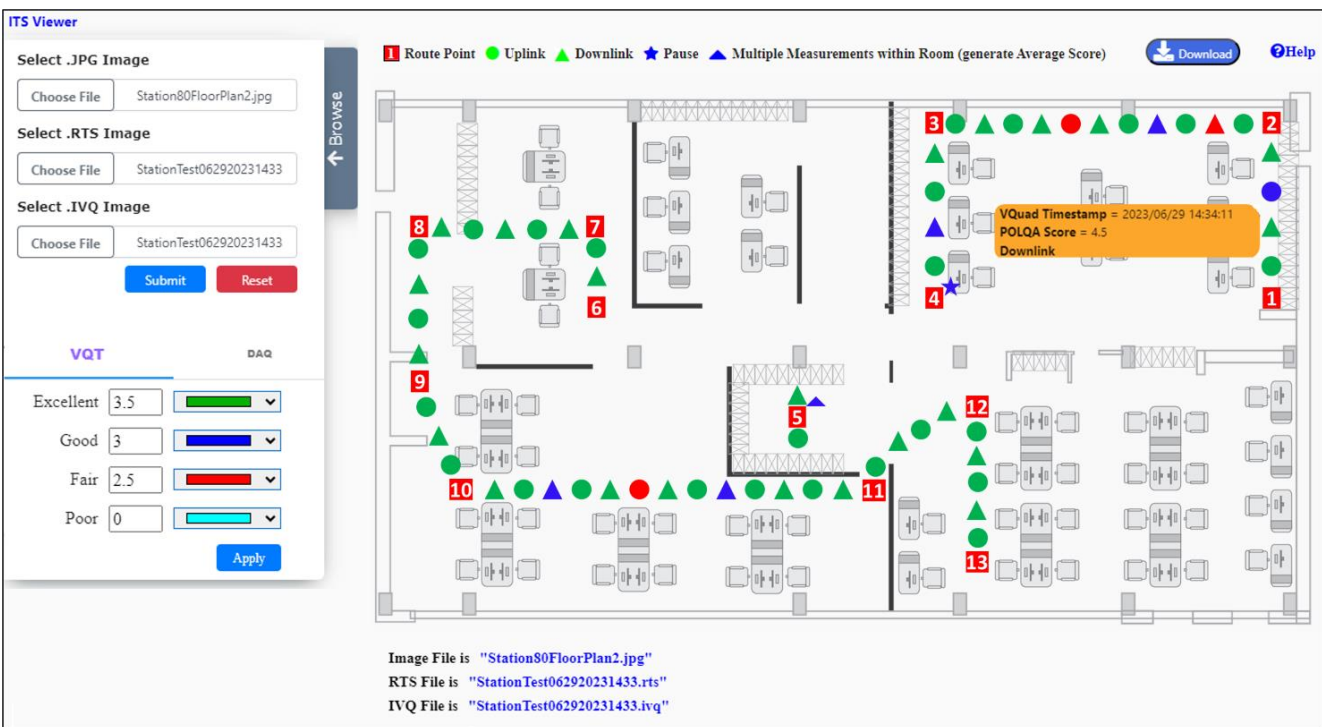 ITS Viewer
Select .JPG Image
Choose File Station80FloorPlan2.jpg
Select .RTS Image
Choose File StationTest062920231433
Select .IVQ Image
Choose File StationTest062920231433
Submit Reset
← Browse
VQT DAQ
Excellent 3.5
Good 3
Fair 2.5
Poor 0
Apply
1 Route Point Uplink Downlink Pause Multiple Measurements within Room (generate Average Score)
Download
?Help
3 2
VQuad Timestamp = 2023/06/29 14:34:11
POLQA Score = 4.5
Downlink
8 7
4 1
6
9
5 12
10 11
13
Image File is "Station80FloorPlan2.jpg"
RTS File is "StationTest062920231433.rts"
IVQ File is "StationTest062920231433.ivq"